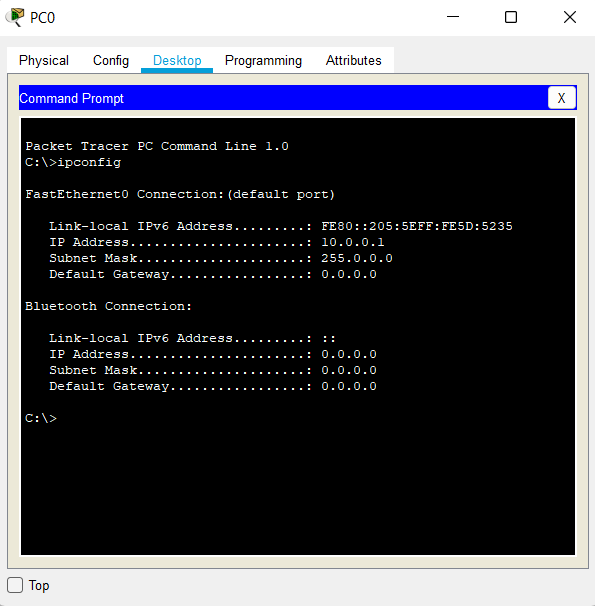 PC0
Physical Config Desktop Programming Attributes
Command Prompt X
Packet Tracer PC Command Line 1.0
C:\>ipconfig
FastEthernet0 Connection:(default port)
Link-local IPv6 Address.........: FE80::205:5EFF:FE5D:5235
IP Address......................: 10.0.0.1
Subnet Mask.....................: 255.0.0.0
Default Gateway.................: 0.0.0.0
Bluetooth Connection:
Link-local IPv6 Address.........: ::
IP Address......................: 0.0.0.0
Subnet Mask.....................: 0.0.0.0
Default Gateway.................: 0.0.0.0
C:\>
Top